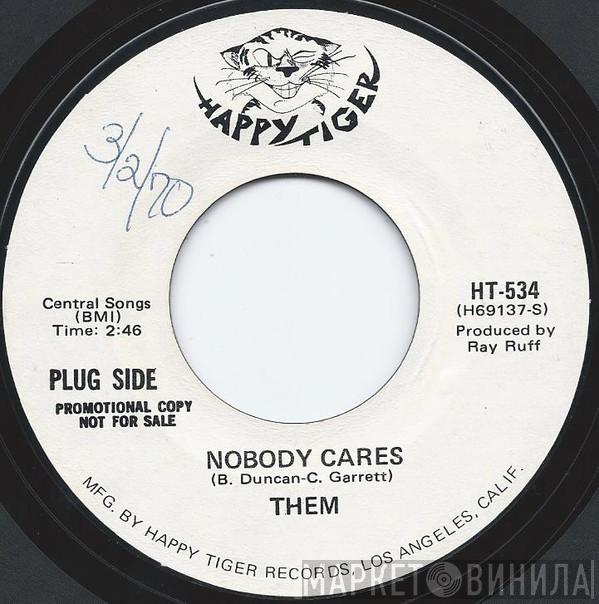 HAPPY TIGER
3/2/70
Central Songs
(BMI)
Time: 2:46
HT-534
(H69137-S)
Produced by
Ray Ruff
PLUG SIDE
PROMOTIONAL COPY
NOT FOR SALE
NOBODY CARES
(B. Duncan-C. Garrett)
THEM
MFG. BY HAPPY TIGER RECORDS, LOS ANGELES, CALIF.
МАРКЕТ ВИНИЛА